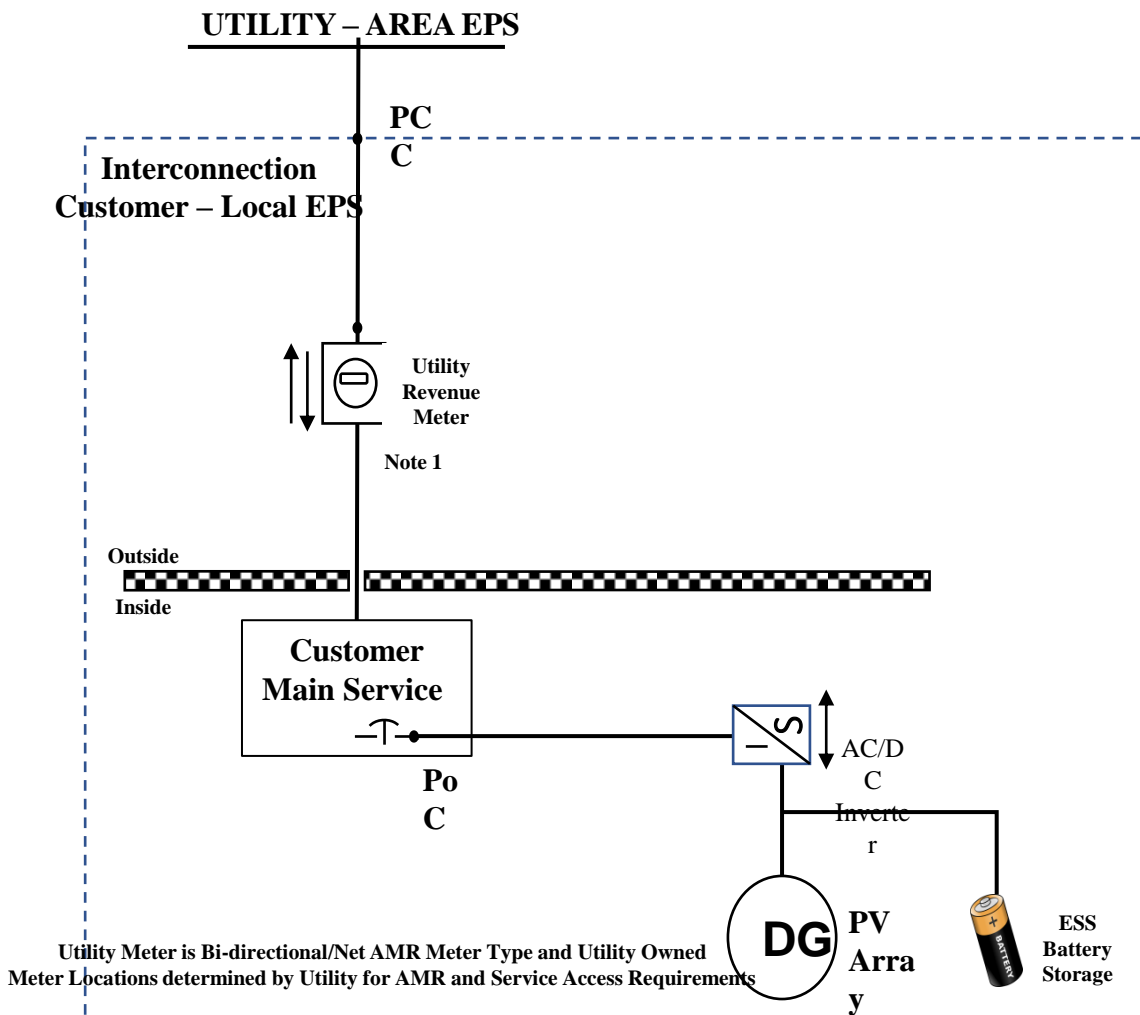 UTILITY – AREA EPS
PC
C
Interconnection
Customer – Local EPS
Utility
Revenue
Meter
Note 1
Outside
Inside
Customer
Main Service
Po
C
AC/D
C
Inverte
r
DG
PV
Arra
y
BATTERY
ESS
Battery
Storage
Utility Meter is Bi-directional/Net AMR Meter Type and Utility Owned
Meter Locations determined by Utility for AMR and Service Access Requirements